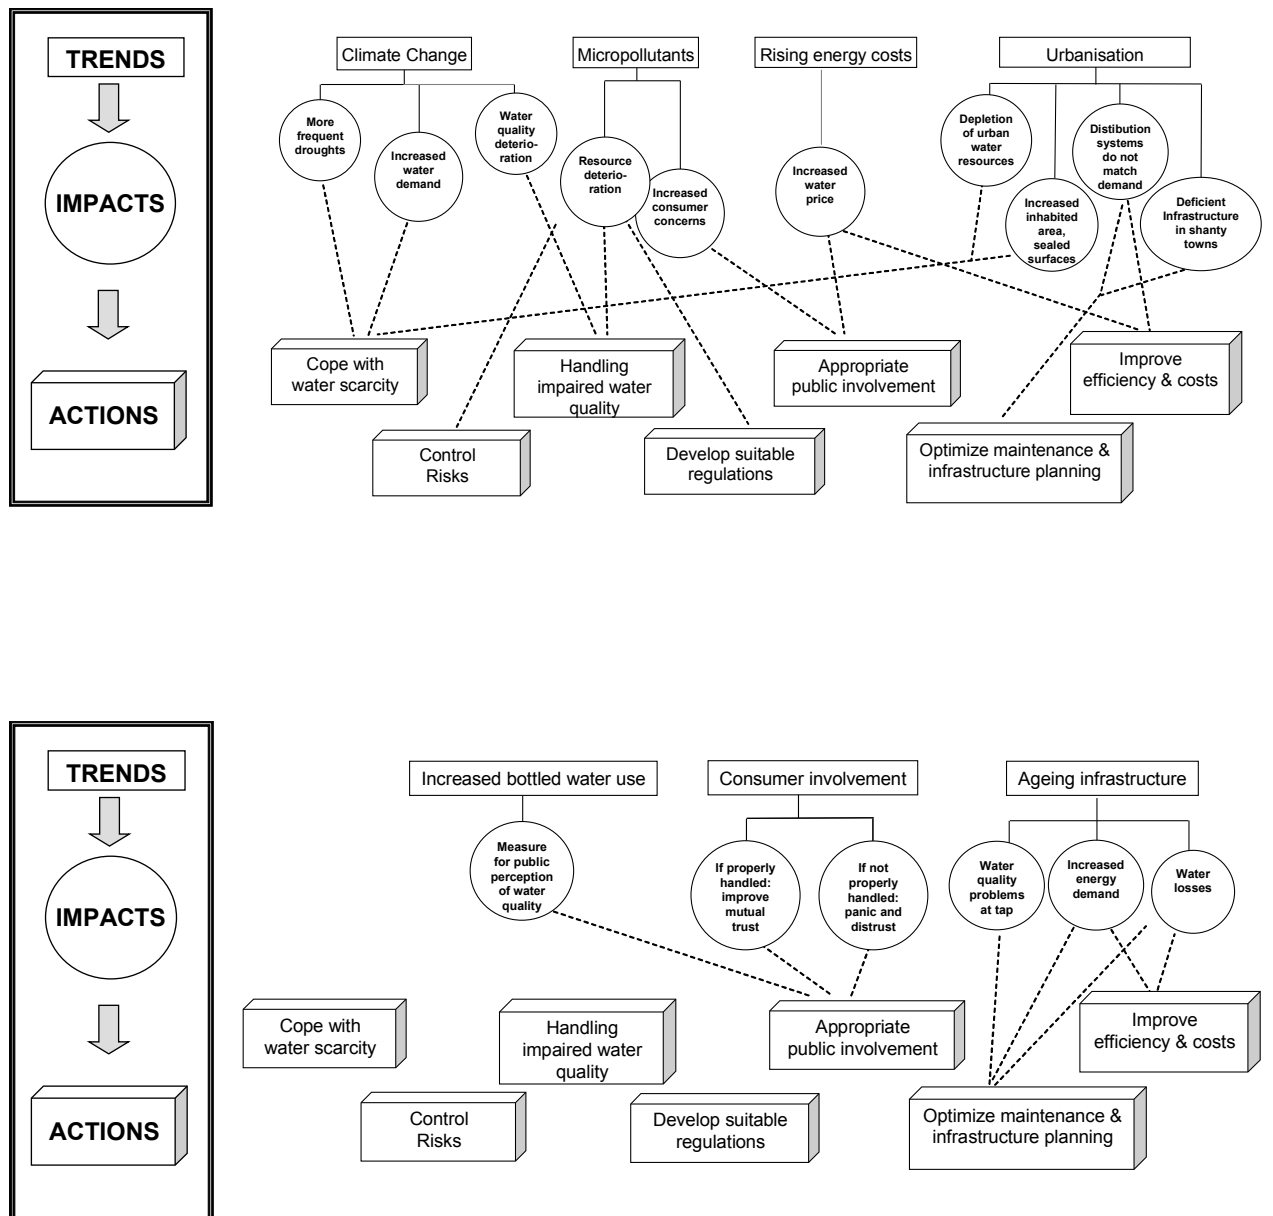 TRENDS
IMPACTS
ACTIONS
Climate Change
Micropollutants
Rising energy costs
Urbanisation
More
frequent
droughts
Increased
water
demand
Water
quality
deterio-
ration
Resource
deterio-
ration
Increased
consumer
concerns
Increased
water
price
Depletion
of urban
water
resources
Increased
inhabited
area,
sealed
surfaces
Distibution
systems
do not
match
demand
Deficient
Infrastructure
in shanty
towns
Cope with
water scarcity
Handling
impaired water
quality
Appropriate
public involvement
Improve
efficiency & costs
Control
Risks
Develop suitable
regulations
Optimize maintenance &
infrastructure planning
TRENDS
IMPACTS
ACTIONS
Increased bottled water use
Consumer involvement
Ageing infrastructure
Measure
for public
perception
of water
quality
If properly
handled:
improve
mutual
trust
If not
properly
handled:
panic and
distrust
Water
quality
problems
at tap
Increased
energy
demand
Water
losses
Cope with
water scarcity
Handling
impaired water
quality
Appropriate
public involvement
Improve
efficiency & costs
Control
Risks
Develop suitable
regulations
Optimize maintenance &
infrastructure planning